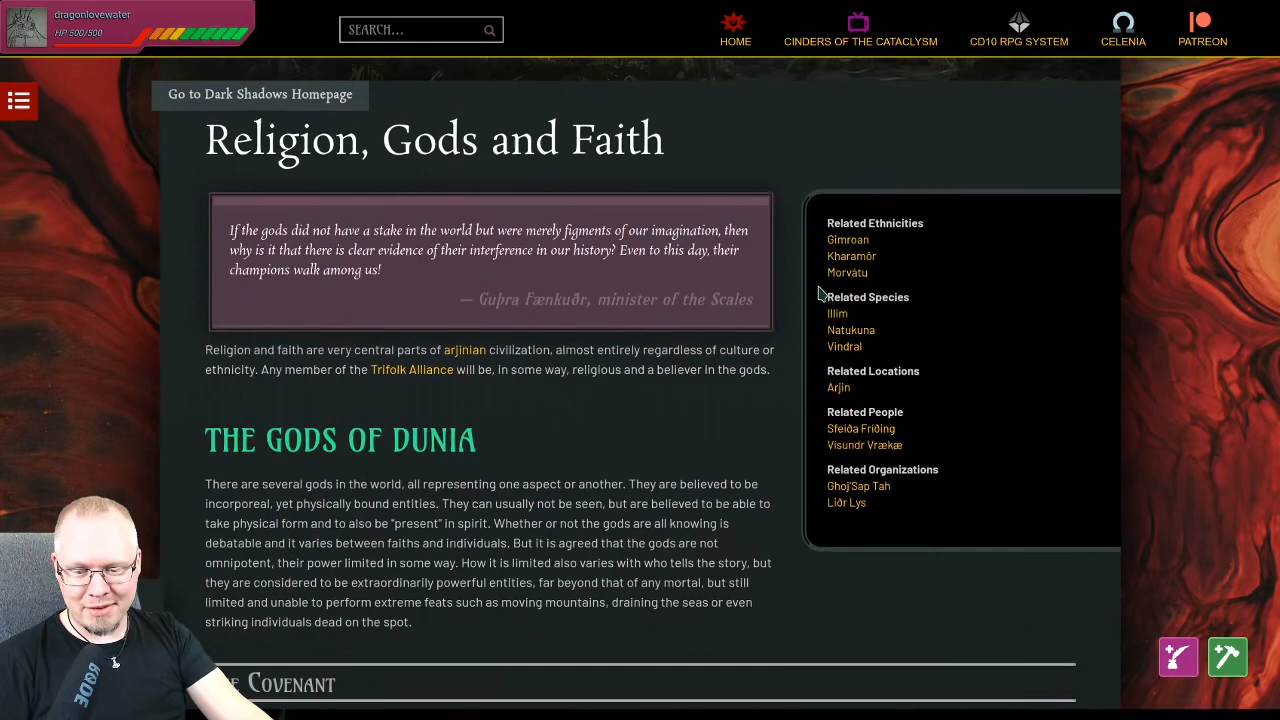 dragonlovewater
HP 500/500
SEARCH...
HOME
CINDERS OF THE CATACLYSM
CD10 RPG SYSTEM
CELENIA
PATREON
Go to Dark Shadows Homepage
Religion, Gods and Faith
If the gods did not have a stake in the world but were merely figments of our imagination, then
why is it that there is clear evidence of their interference in our history? Even to this day, their
champions walk among us!
— Guþra Fænkuðr, minister of the Scales
Religion and faith are very central parts of arjinian civilization, almost entirely regardless of culture or
ethnicity. Any member of the Trifolk Alliance will be, in some way, religious and a believer in the gods.
THE GODS OF DUNIA
There are several gods in the world, all representing one aspect or another. They are believed to be
incorporeal, yet physically bound entities. They can usually not be seen, but are believed to be able to
take physical form and to also be "present" in spirit. Whether or not the gods are all knowing is
debatable and it varies between faiths and individuals. But it is agreed that the gods are not
omnipotent, their power limited in some way. How it is limited also varies with who tells the story, but
they are considered to be extraordinarily powerful entities, far beyond that of any mortal, but still
limited and unable to perform extreme feats such as moving mountains, draining the seas or even
striking individuals dead on the spot.
COVENANT
Related Ethnicities
Gimroan
Kharamôr
Morvátu
Related Species
Illim
Natukuna
Vindral
Related Locations
Arjin
Related People
Sfeiða Fríðing
Visundr Vrækæ
Related Organizations
Ghoj'Sap Tah
Liðr Lys
RØDE